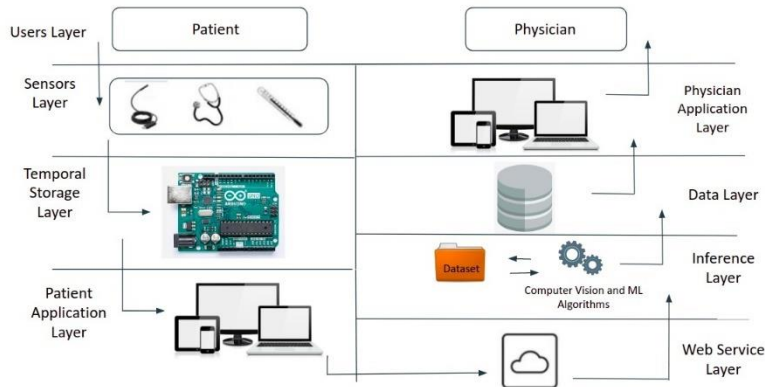 Users Layer
Patient
Physician
Sensors
Layer
Physician
Application
Layer
Temporal
Storage
Layer
ARDUINO
Data Layer
Dataset
Computer Vision and ML
Algorithms
Inference
Layer
Patient
Application
Layer
Web Service
Layer